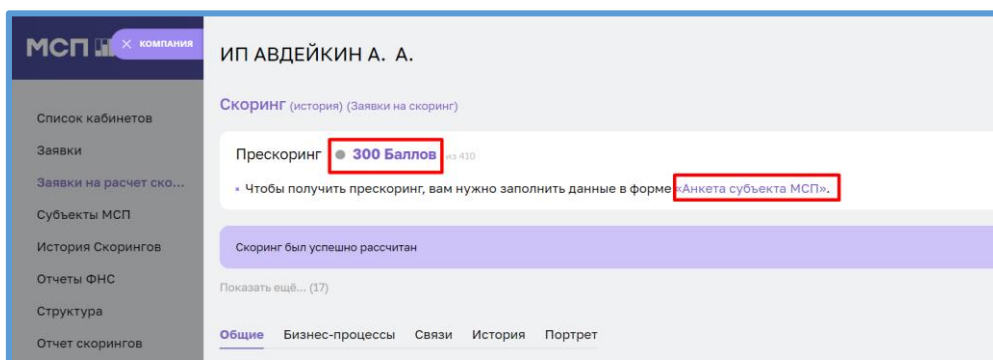 МСП
× КОМПАНИЯ
ИП АВДЕЙКИН А. А.
Скоринг (история) (Заявки на скоринг)
Список кабинетов
Заявки
Прескоринг 300 Баллов из 410
Заявки на расчет ско...
Чтобы получить прескоринг, вам нужно заполнить данные в форме «Анкета субъекта МСП».
Субъекты МСП
История Скорингов
Скоринг был успешно рассчитан
Отчеты ФНС
Показать ещё... (17)
Структура
Общие Бизнес-процессы Связи История Портрет
Отчет скорингов